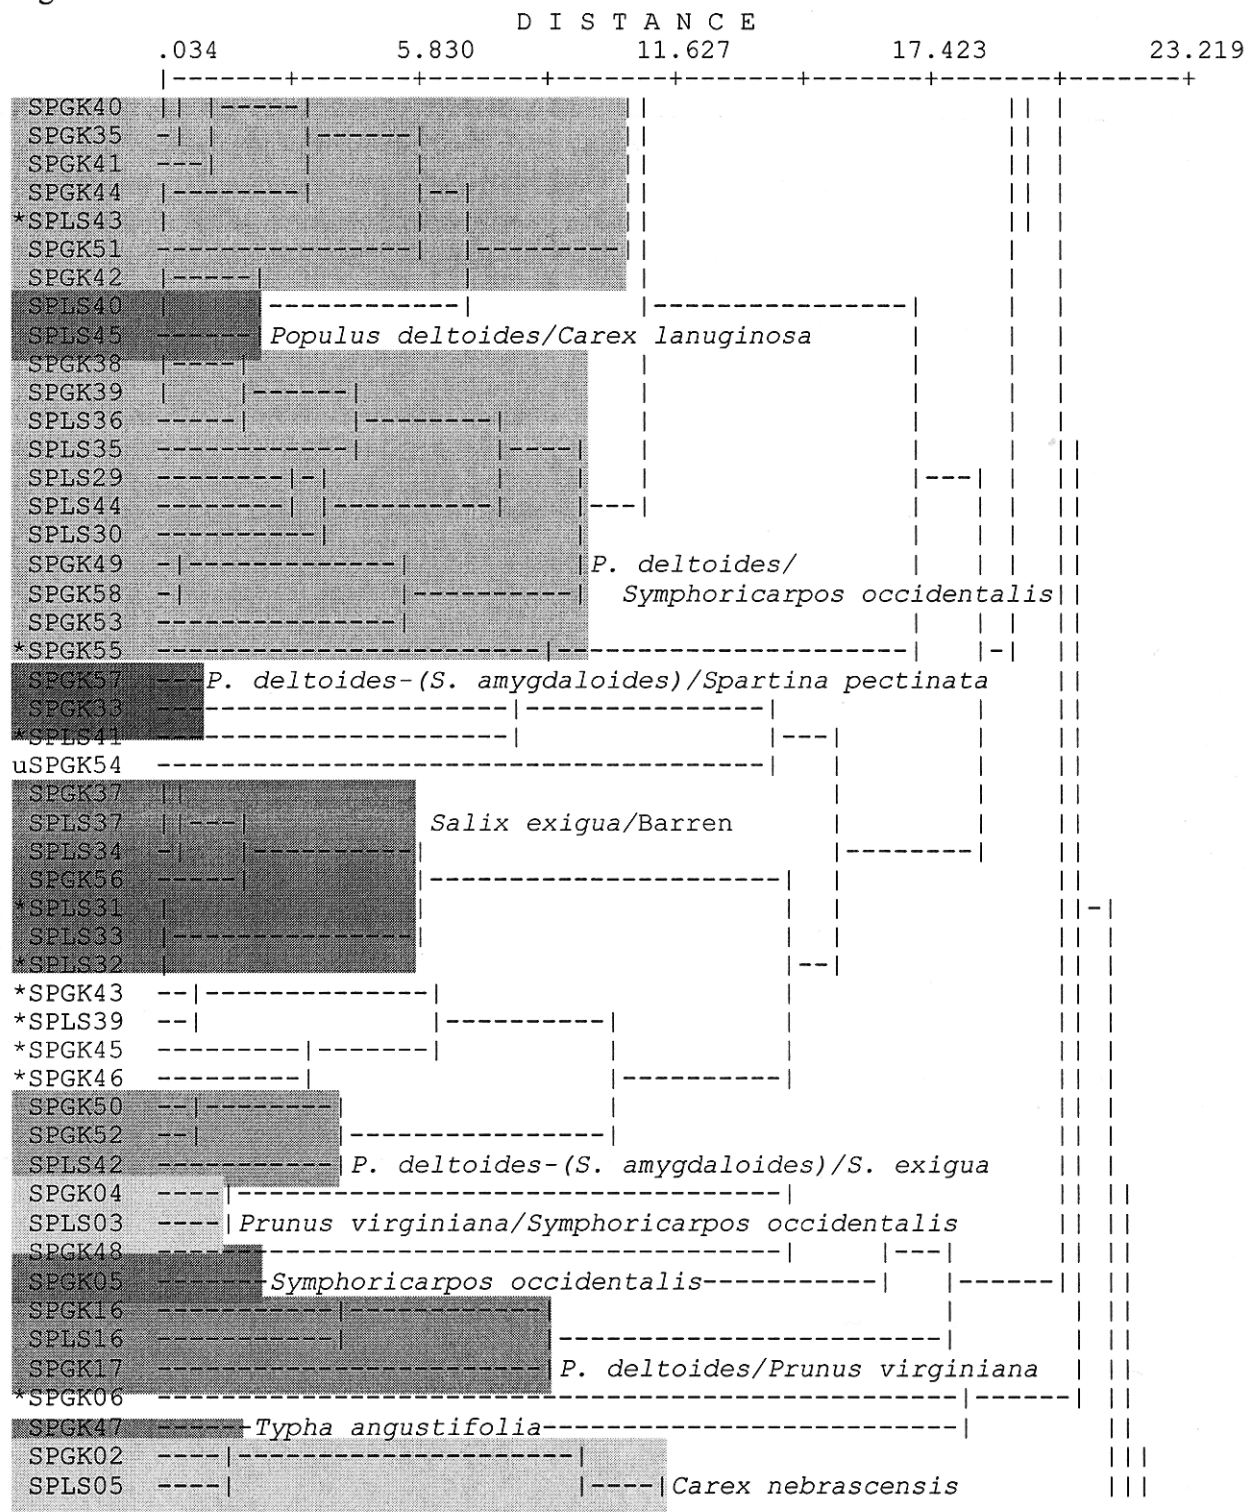 D I S T A N C E
.034 5.830 11.627 17.423 23.219
SPGK40
SPGK35
SPGK41
SPGK44
*SPLS43
SPGK51
SPGK42
SPLS40
SPLS45 Populus deltoides/Carex lanuginosa
SPGK38
SPGK39
SPLS36
SPLS35
SPLS29
SPLS44
SPLS30
SPGK49 P. deltoides/
SPGK58 Symphoricarpos occidentalis
SPGK53
*SPGK55
SPGK57 P. deltoides-(S. amygdaloides)/Spartina pectinata
SPGK33
*SPLS41
uSPGK54
SPGK37
SPLS37 Salix exigua/Barren
SPLS34
SPGK56
*SPLS31
SPLS33
*SPLS32
*SPGK43
*SPLS39
*SPGK45
*SPGK46
SPGK50
SPGK52
SPLS42 P. deltoides-(S. amygdaloides)/S. exigua
SPGK04
SPLS03 Prunus virginiana/Symphoricarpos occidentalis
SPGK48
SPGK05 Symphoricarpos occidentalis
SPGK16
SPLS16
SPGK17 P. deltoides/Prunus virginiana
*SPGK06
SPGK47 Typha angustifolia
SPGK02
SPLS05 Carex nebrascensis